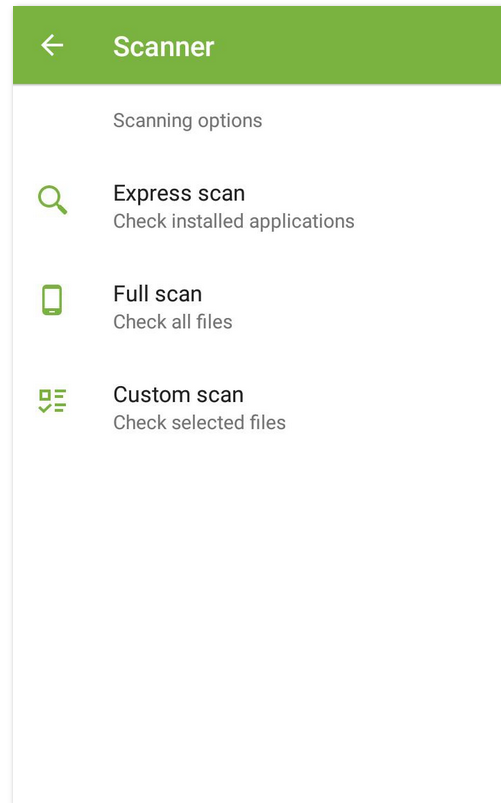 Scanner
Scanning options
Express scan
Check installed applications
Full scan
Check all files
Custom scan
Check selected files